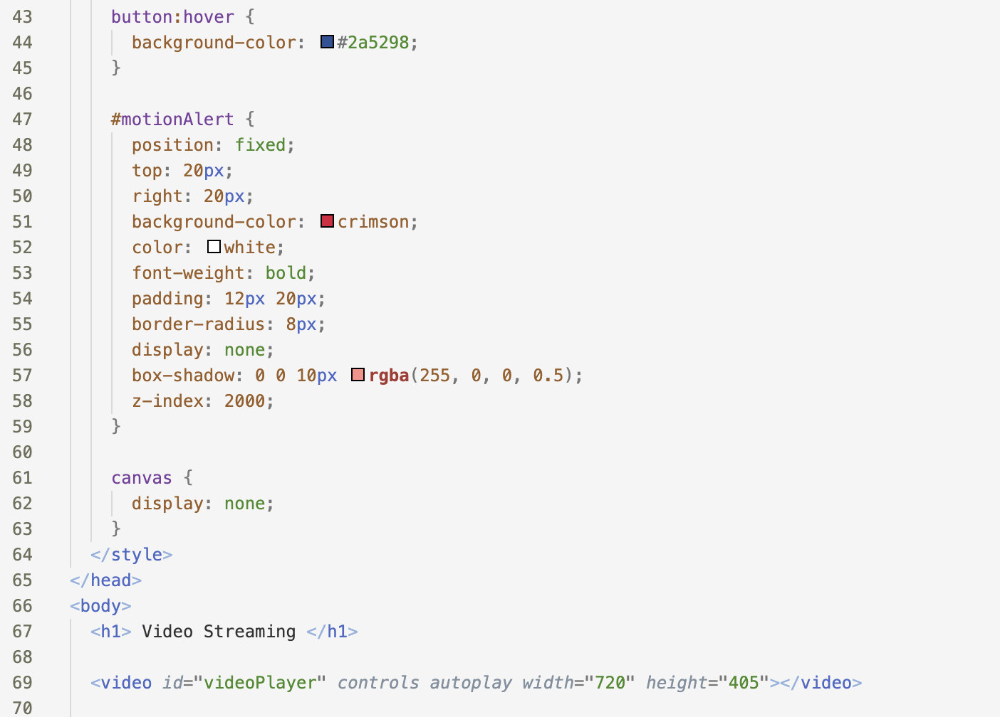 43 button:hover {
44 background-color: #2a5298;
45 }
46
47 #motionAlert {
48 position: fixed;
49 top: 20px;
50 right: 20px;
51 background-color: crimson;
52 color: white;
53 font-weight: bold;
54 padding: 12px 20px;
55 border-radius: 8px;
56 display: none;
57 box-shadow: 0 0 10px rgba(255, 0, 0, 0.5);
58 z-index: 2000;
59 }
60
61 canvas {
62 display: none;
63 }
64 </style>
65 </head>
66 <body>
67 <h1> Video Streaming </h1>
68
69 <video id="videoPlayer" controls autoplay width="720" height="405"></video>
70